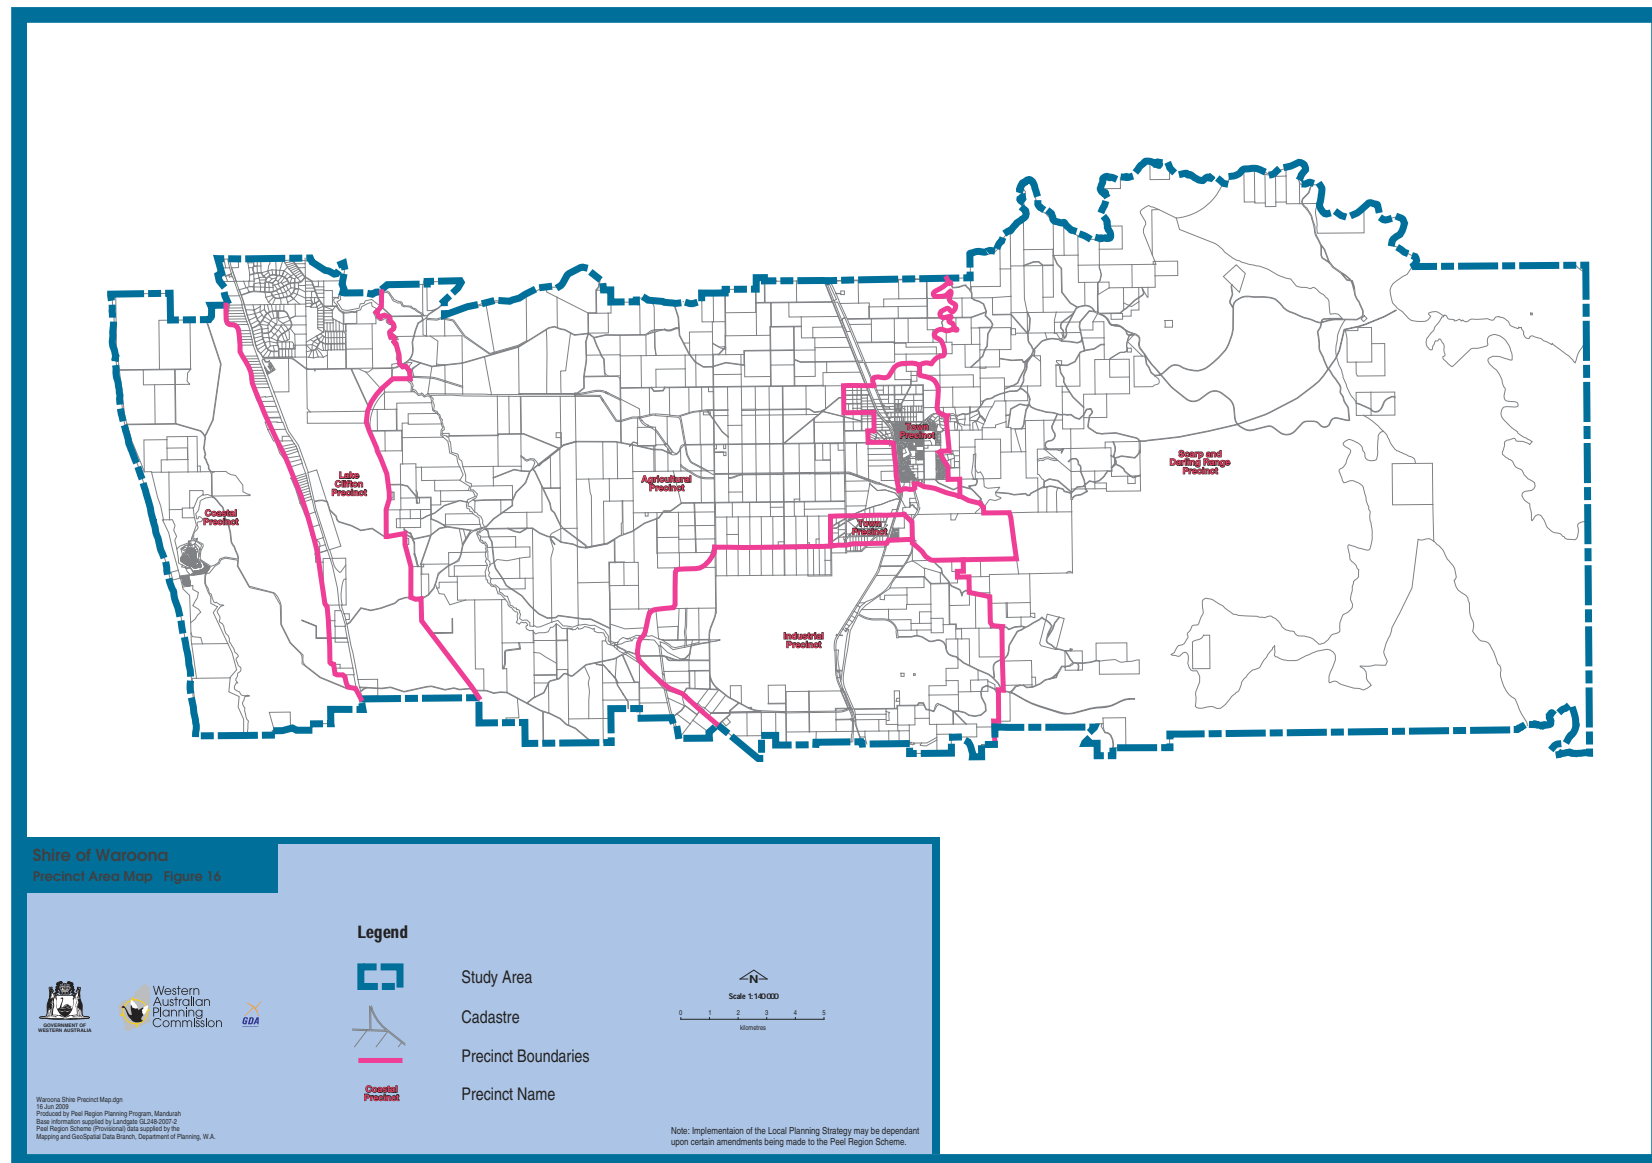 Town
Precinct
Scarp and
Darling Range
Precinct
Lake
Clifton
Precinct
Agricultural
Precinct
Coastal
Precinct
Town
Precinct
Industrial
Precinct
Shire of Waroona
Precinct Area Map Figure 16
Legend
Study Area
Cadastre
Precinct Boundaries
Coastal
Precinct
Precinct Name
N
Scale 1:140 000
0 1 2 3 4 5
kilometres
GOVERNMENT OF
WESTERN AUSTRALIA
Western
Australian
Planning
Commission
GDA
Waroona Shire Precinct Map.dgn
16 Jun 2009
Produced by Peel Region Planning Program, Mandurah
Base information supplied by Landgate GL248-2007-2
Peel Region Scheme (Provisional) data supplied by the
Mapping and GeoSpatial Data Branch, Department of Planning, W.A.
Note: Implementaion of the Local Planning Strategy may be dependant
upon certain amendments being made to the Peel Region Scheme.